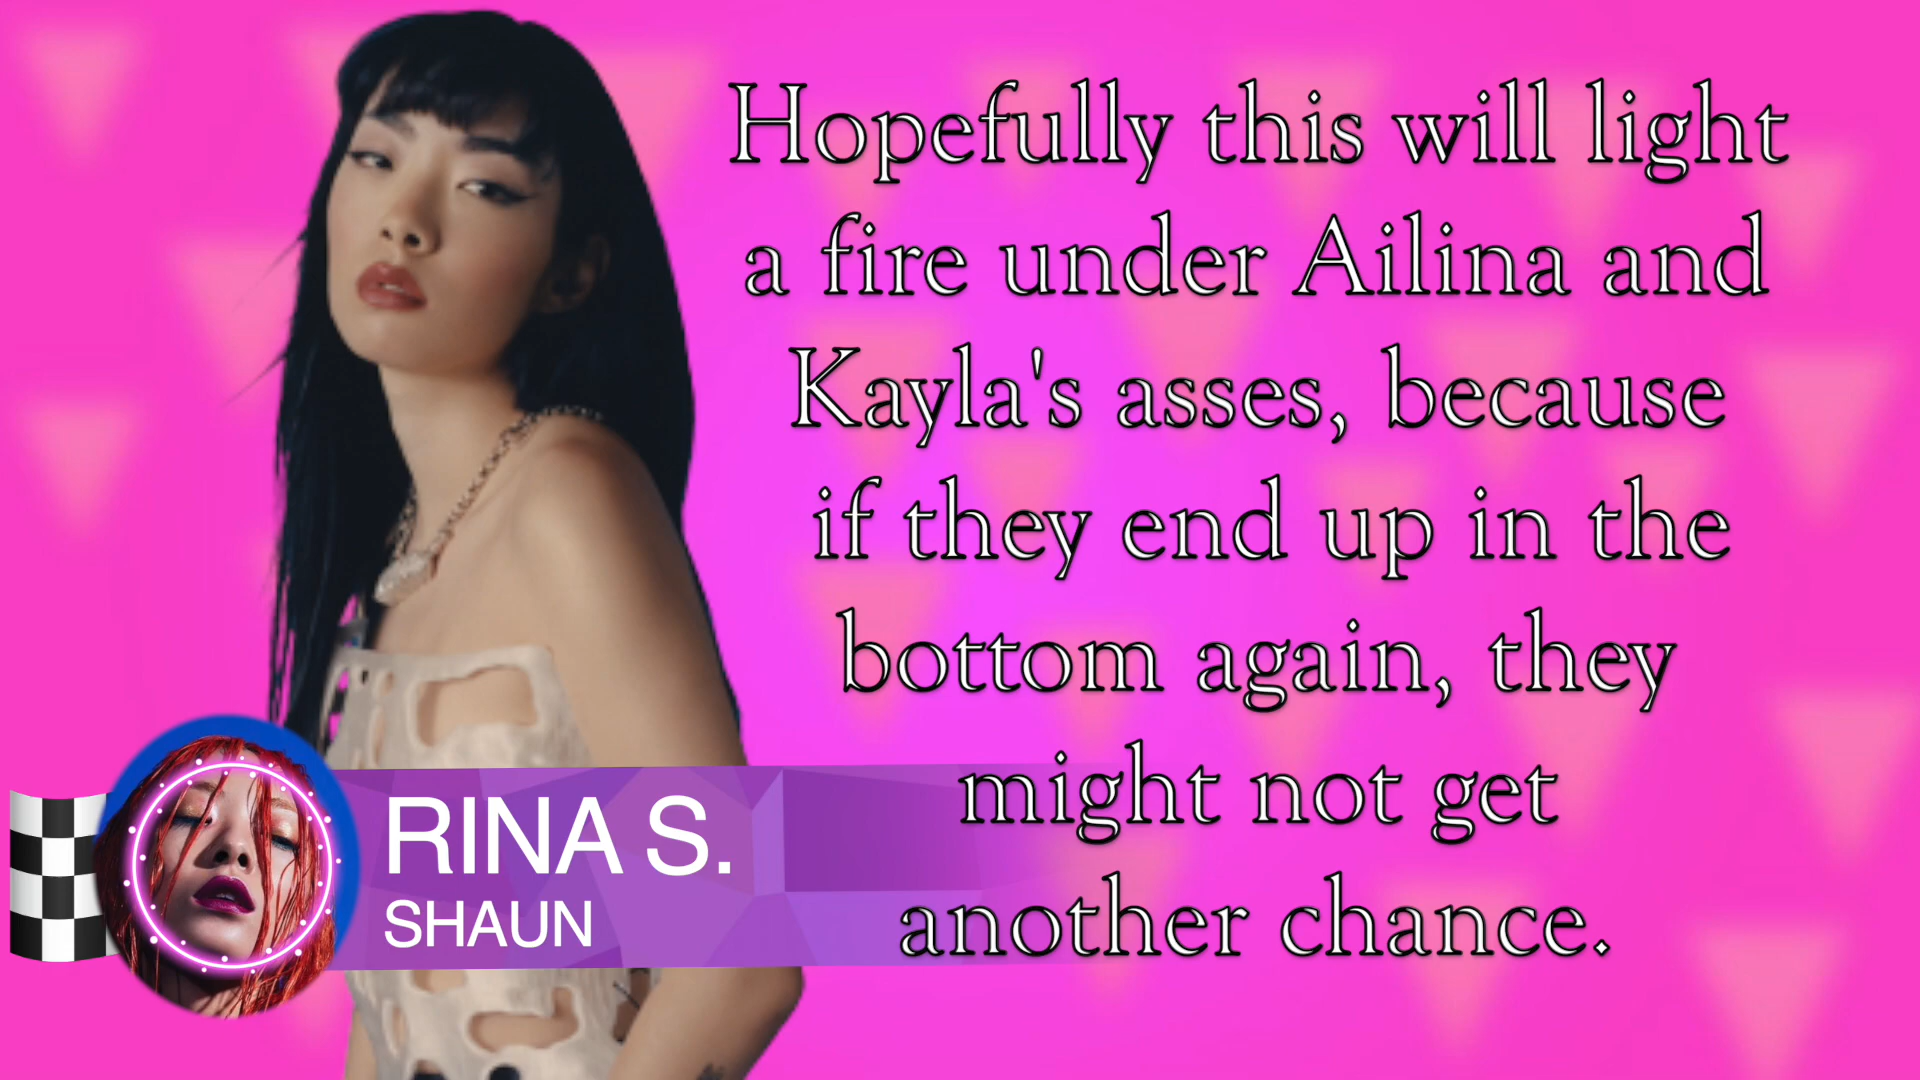 Hopefully this will light
a fire under Ailina and
Kayla's asses, because
if they end up in the
bottom again, they
might not get
another chance.
RINA S.
SHAUN